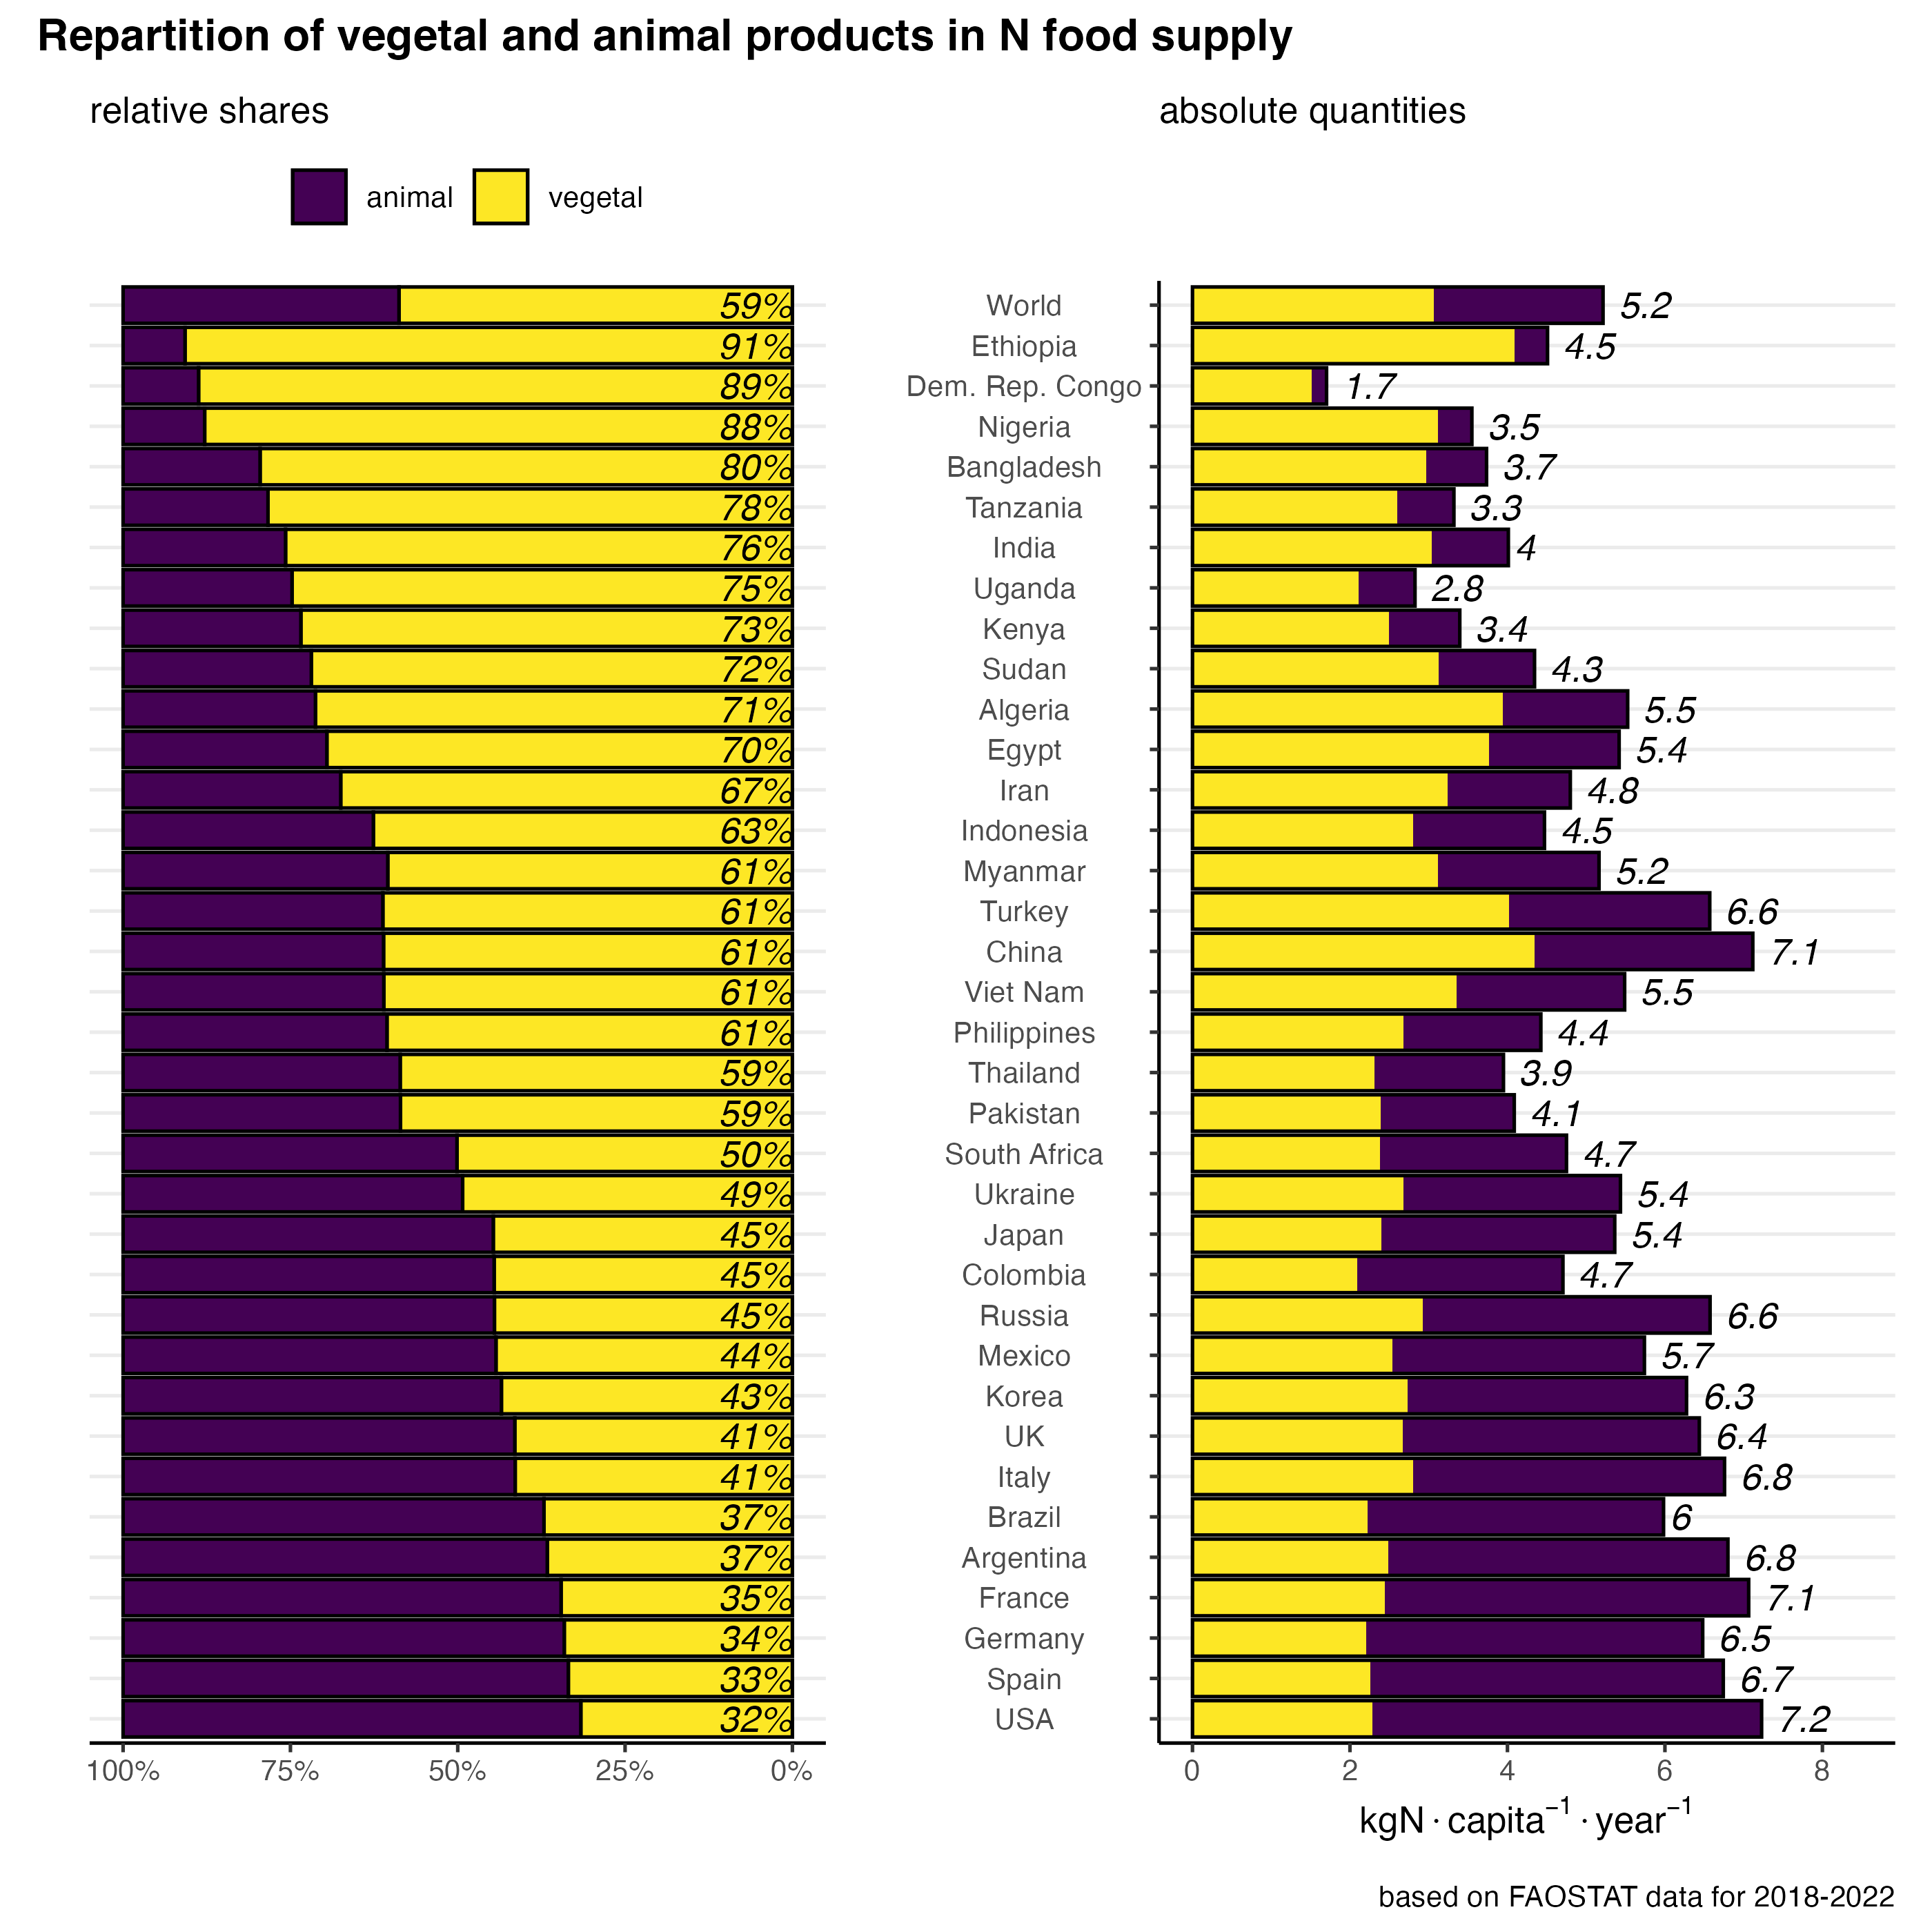 Repartition of vegetal and animal products in N food supply
relative shares
absolute quantities
animal vegetal
59% World 5.2
91% Ethiopia 4.5
89% Dem. Rep. Congo 1.7
88% Nigeria 3.5
80% Bangladesh 3.7
78% Tanzania 3.3
76% India 4
75% Uganda 2.8
73% Kenya 3.4
72% Sudan 4.3
71% Algeria 5.5
70% Egypt 5.4
67% Iran 4.8
63% Indonesia 4.5
61% Myanmar 5.2
61% Turkey 6.6
61% China 7.1
61% Viet Nam 5.5
61% Philippines 4.4
59% Thailand 3.9
59% Pakistan 4.1
50% South Africa 4.7
49% Ukraine 5.4
45% Japan 5.4
45% Colombia 4.7
45% Russia 6.6
44% Mexico 5.7
43% Korea 6.3
41% UK 6.4
41% Italy 6.8
37% Brazil 6
37% Argentina 6.8
35% France 7.1
34% Germany 6.5
33% Spain 6.7
32% USA 7.2
100% 75% 50% 25% 0%
0 2 4 6 8
kgN · capita⁻¹ · year⁻¹
based on FAOSTAT data for 2018-2022